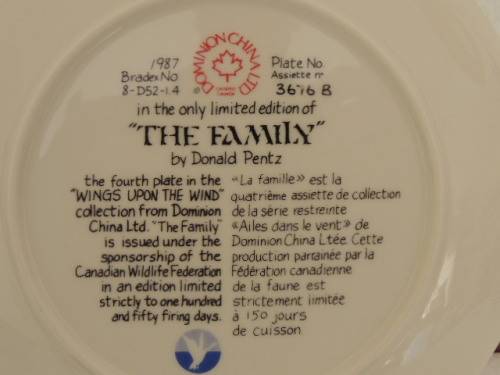 1987
Bradex No.
8-D52-1.4
DOMINION CHINA LTD.
Plate No.
Assiette nº
3676 B
in the only limited edition of
"THE FAMILY"
by Donald Pentz
the fourth plate in the
"WINGS UPON THE WIND"
collection from Dominion
China Ltd. "The Family"
is issued under the
sponsorship of the
Canadian Wildlife Federation
in an edition limited
strictly to one hundred
and fifty firing days.
«La famille» est la
quatrième assiette de collection
de la série restreinte
«Ailes dans le vent» de
Dominion China Ltée. Cette
production parrainée par la
Fédération canadienne
de la faune est
strictement limitée
à 150 jours
de cuisson